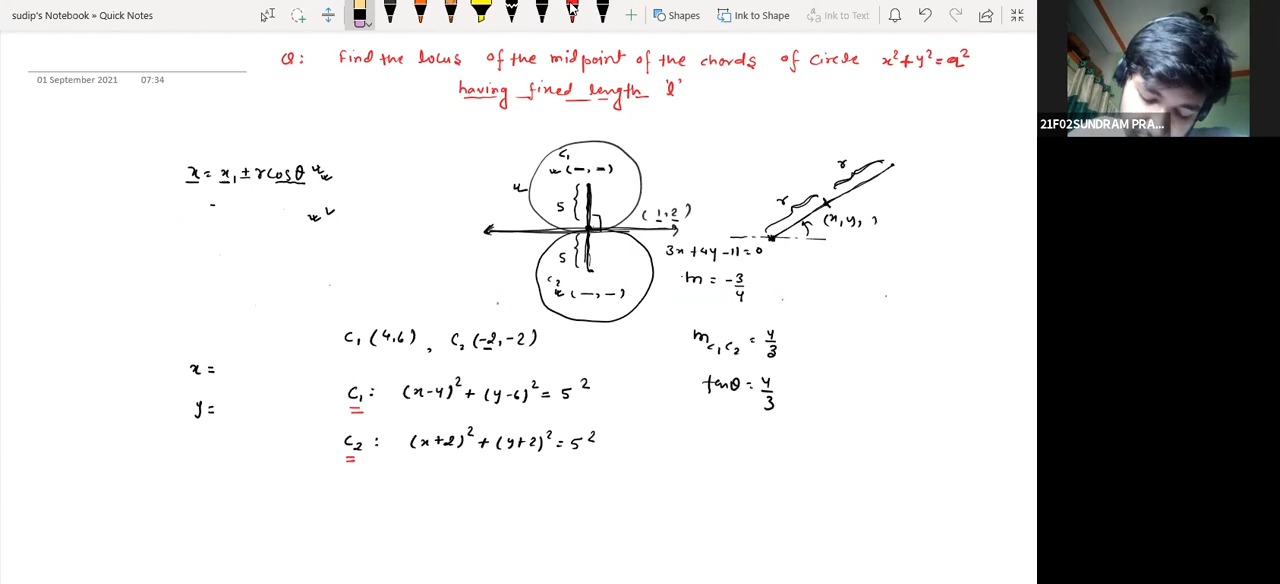 sudip's Notebook » Quick Notes
Shapes
Ink to Shape
Ink to Text
Q: Find the locus of the midpoint of the chords of circle x²+y²=a²
having fixed length 'l'
01 September 2021 07:34
21F02SUNDRAM PRA...
x = x₁ ± r cosθ
C₁
(–, –)
5
(1,2)
3x+4y-11=0
m = -3/4
5
C₂
(–, –)
r
r
(x, y, )
C₁ (4,6) , C₂ (-2,-2)
m C₁C₂ = 4/3
tanθ = 4/3
x =
y =
C₁ : (x-4)² + (y-6)² = 5²
C₂ : (x+2)² + (y+2)² = 5²